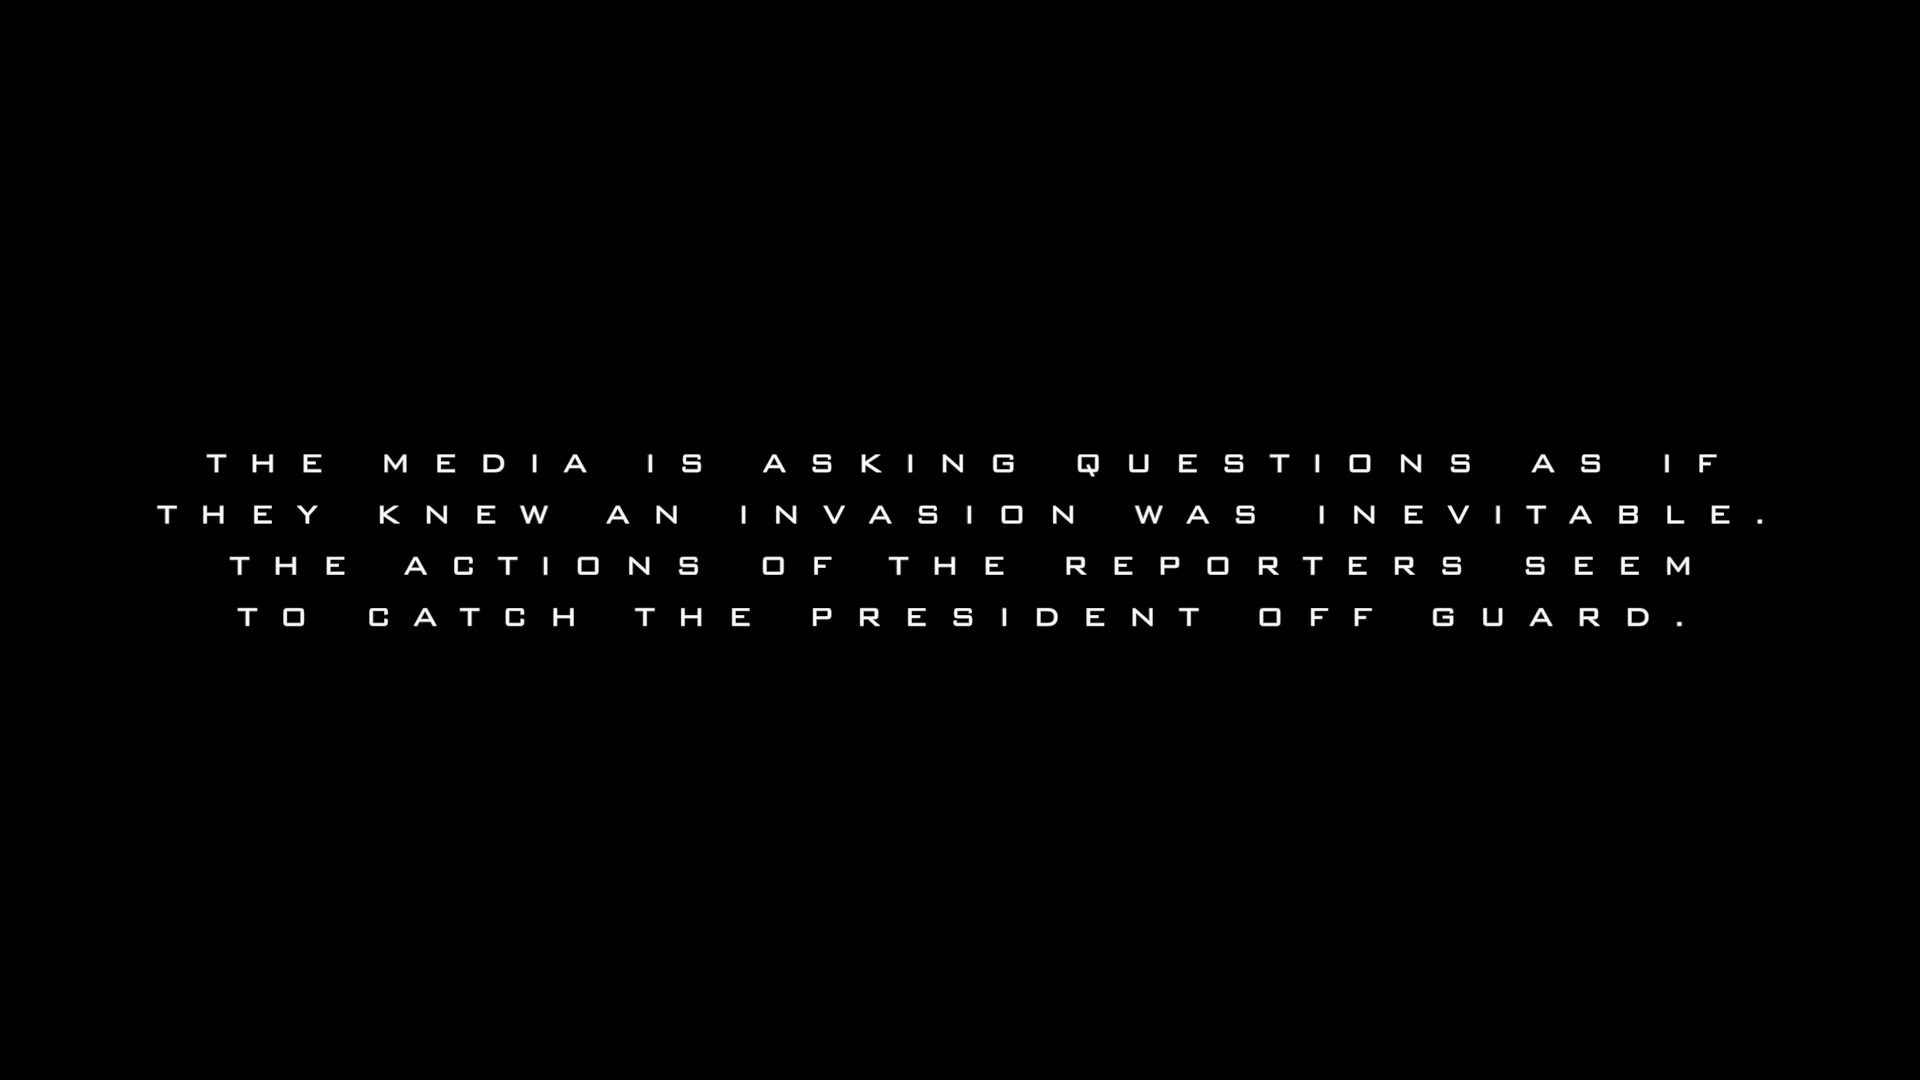 THE MEDIA IS ASKING QUESTIONS AS IF
THEY KNEW AN INVASION WAS INEVITABLE.
THE ACTIONS OF THE REPORTERS SEEM
TO CATCH THE PRESIDENT OFF GUARD.